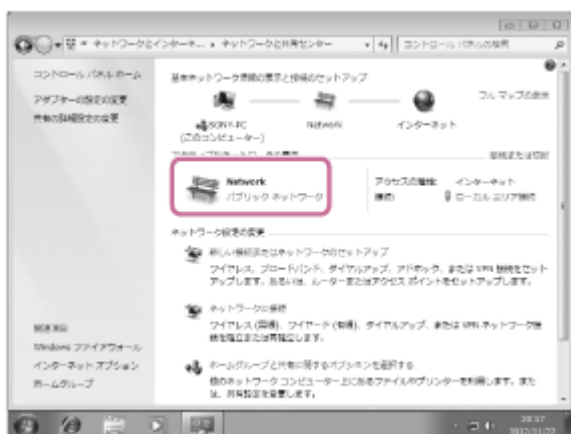 ネットワークとインターネ... ▸ ネットワークと共有センター
コントロール パネルの検索
コントロール パネル ホーム
アダプターの設定の変更
共有の詳細設定の変更
基本ネットワーク情報の表示と接続のセットアップ
フル マップの表示
SONY-PC
(このコンピューター)
Network
インターネット
アクティブなネットワークの表示
接続または切断
Network
パブリック ネットワーク
アクセスの種類: インターネット
接続: ローカル エリア接続
ネットワーク設定の変更
新しい接続またはネットワークのセットアップ
ワイヤレス、ブロードバンド、ダイヤルアップ、アドホック、または VPN 接続をセット
アップします。あるいは、ルーターまたはアクセス ポイントをセットアップします。
ネットワークに接続
ワイヤレス (無線)、ワイヤード (有線)、ダイヤルアップ、または VPN ネットワーク接
続を確立または再確立します。
ホームグループと共有に関するオプションを選択する
他のネットワーク コンピューター上にあるファイルやプリンターを利用します。また
は、共有設定を変更します。
関連項目
Windows ファイアウォール
インターネット オプション
ホームグループ
20:17